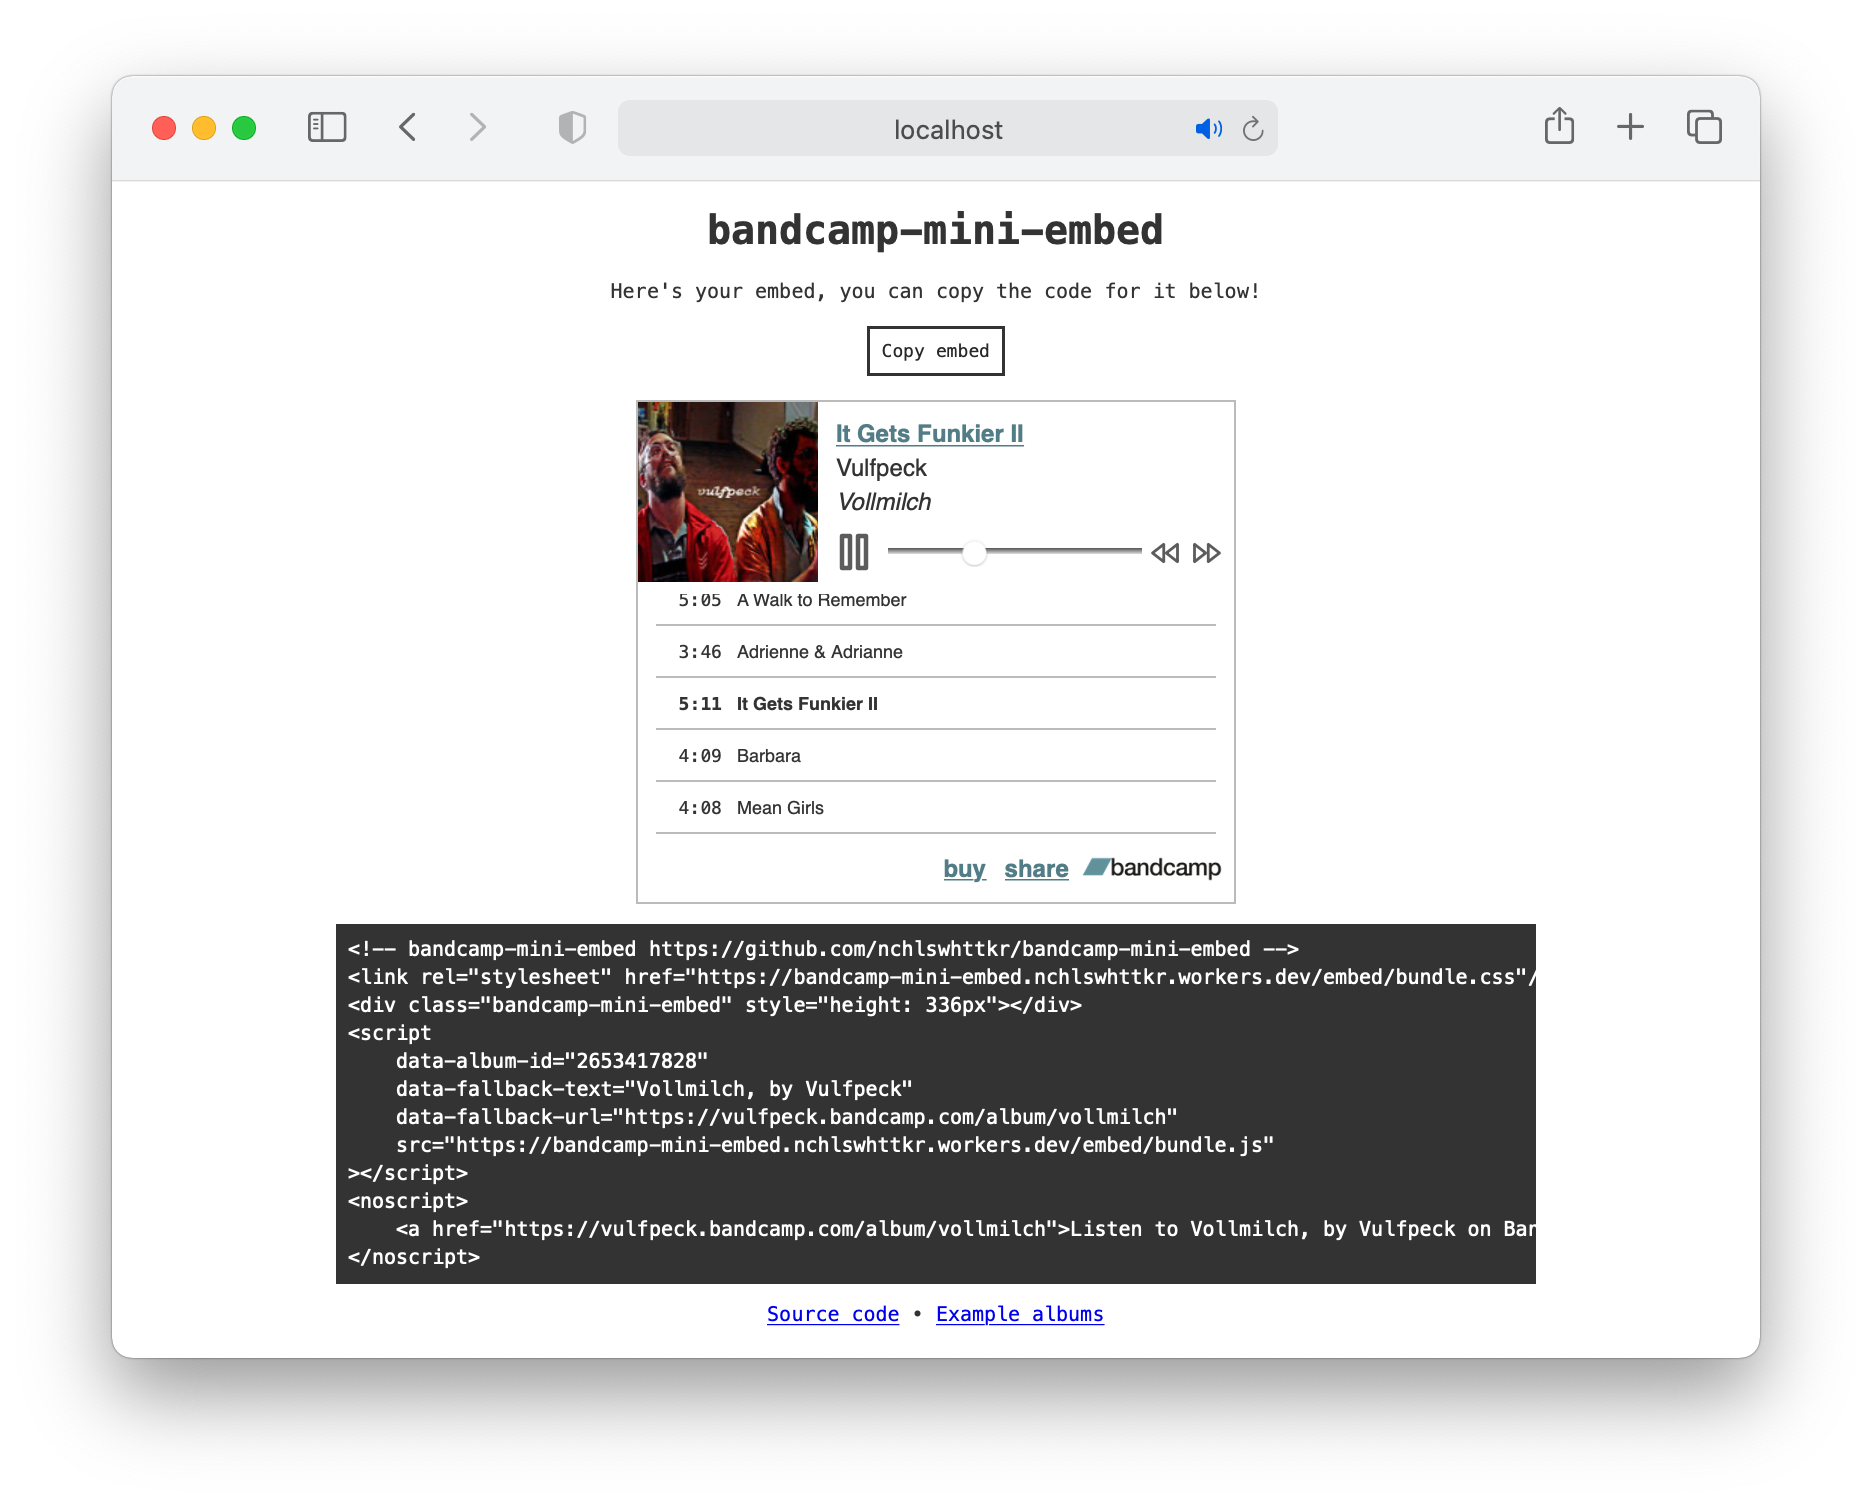 localhost
bandcamp-mini-embed
Here's your embed, you can copy the code for it below!
Copy embed
vulfpeck
It Gets Funkier II
Vulfpeck
Vollmilch
5:05 A Walk to Remember
3:46 Adrienne & Adrianne
5:11 It Gets Funkier II
4:09 Barbara
4:08 Mean Girls
buy share bandcamp
<!-- bandcamp-mini-embed https://github.com/nchlswhttkr/bandcamp-mini-embed -->
<link rel="stylesheet" href="https://bandcamp-mini-embed.nchlswhttkr.workers.dev/embed/bundle.css"/
<div class="bandcamp-mini-embed" style="height: 336px"></div>
<script
    data-album-id="2653417828"
    data-fallback-text="Vollmilch, by Vulfpeck"
    data-fallback-url="https://vulfpeck.bandcamp.com/album/vollmilch"
    src="https://bandcamp-mini-embed.nchlswhttkr.workers.dev/embed/bundle.js"
></script>
<noscript>
    <a href="https://vulfpeck.bandcamp.com/album/vollmilch">Listen to Vollmilch, by Vulfpeck on Ban
</noscript>
Source code • Example albums